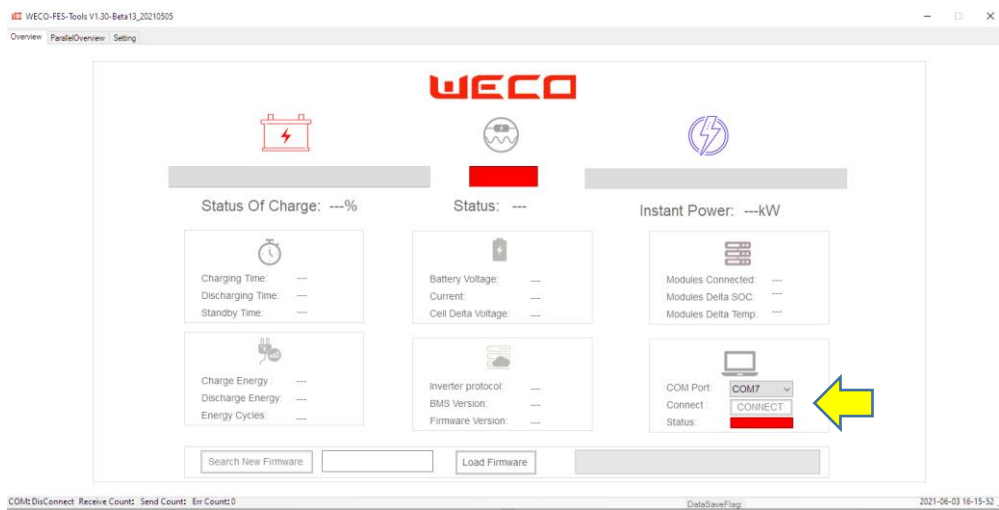 WECO-FES-Tools V1.30-Beta13_20210505
Overview ParallelOverview Setting
WECO
Status Of Charge: ---%
Status: ---
Instant Power: ---kW
Charging Time: ---
Discharging Time: ---
Standby Time: ---
Battery Voltage: ---
Current: ---
Cell Delta Voltage: ---
Modules Connected: ---
Modules Delta SOC: ---
Modules Delta Temp: ---
Charge Energy : ---
Discharge Energy: ---
Energy Cycles: ---
Inverter protocol: ---
BMS Version: ---
Firmware Version: ---
COM Port: COM7
Connect : CONNECT
Status:
Search New Firmware Load Firmware
COM: DisConnect Receive Count: Send Count: Err Count: 0 DataSaveFlag: 2021-06-03 16-15-52